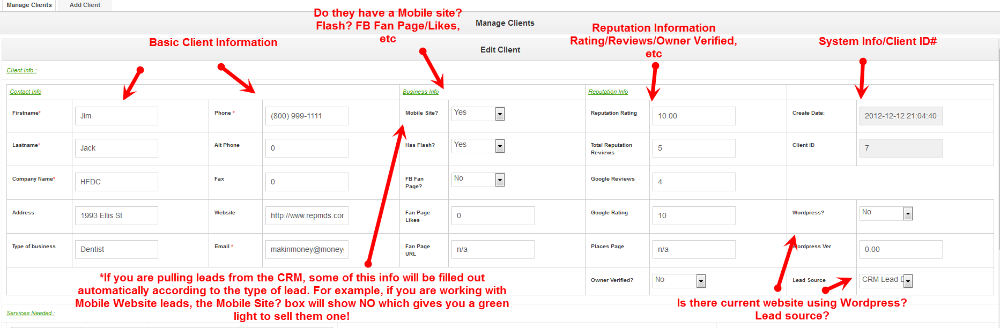 Manage Clients Add Client
Do they have a Mobile site?
Flash? FB Fan Page/Likes,
etc
Manage Clients
Reputation Information
Rating/Reviews/Owner Verified,
etc
Basic Client Information
System Info/Client ID#
Edit Client
Client Info :
Contact Info Business Info Reputation Info
Firstname* Jim Phone * (800) 999-1111 Mobile Site? Yes Reputation Rating 10.00 Create Date: 2012-12-12 21:04:40
Lastname* Jack Alt Phone 0 Has Flash? Yes Total Reputation
Reviews 5 Client ID 7
Company Name* HFDC Fax 0 FB Fan
Page? No Google Reviews 4
Address 1993 Ellis St Website http://www.repmds.cor Fan Page
Likes 0 Google Rating 10 Wordpress? No
Type of business Dentist Email * makinmoney@money Fan Page
URL n/a Places Page n/a Wordpress Ver 0.00
Owner Verified? No Lead Source CRM Lead D
*If you are pulling leads from the CRM, some of this info will be filled out
automatically according to the type of lead. For example, if you are working with
Mobile Website leads, the Mobile Site? box will show NO which gives you a green
light to sell them one!
Is there current website using Wordpress?
Lead source?
Services Needed :